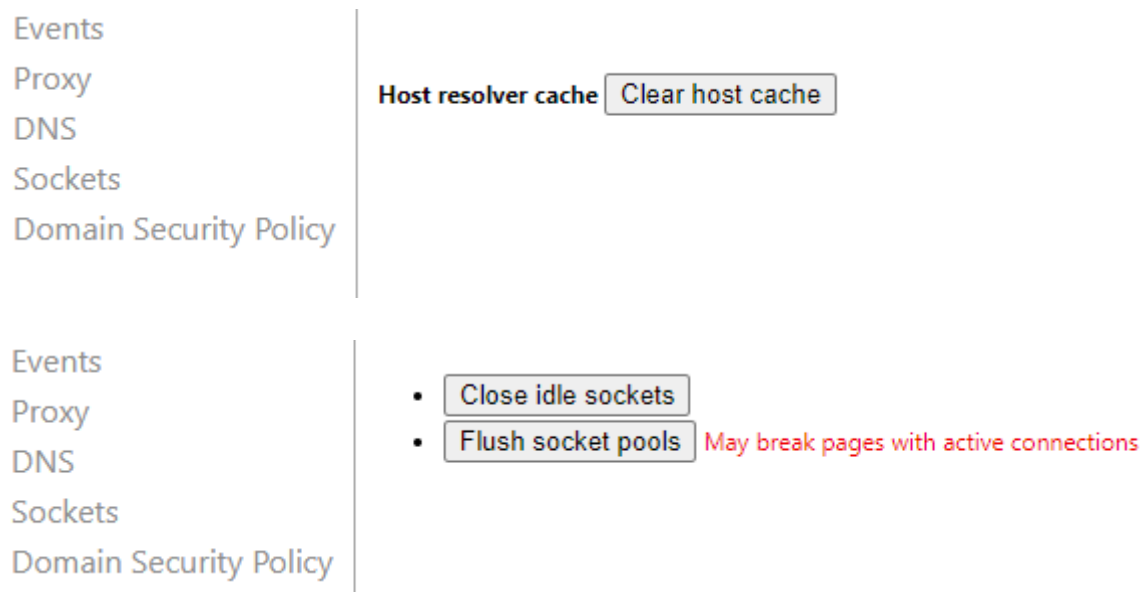 Events
Proxy
DNS
Sockets
Domain Security Policy
Host resolver cache Clear host cache
Events
Proxy
DNS
Sockets
Domain Security Policy
Close idle sockets
Flush socket pools May break pages with active connections